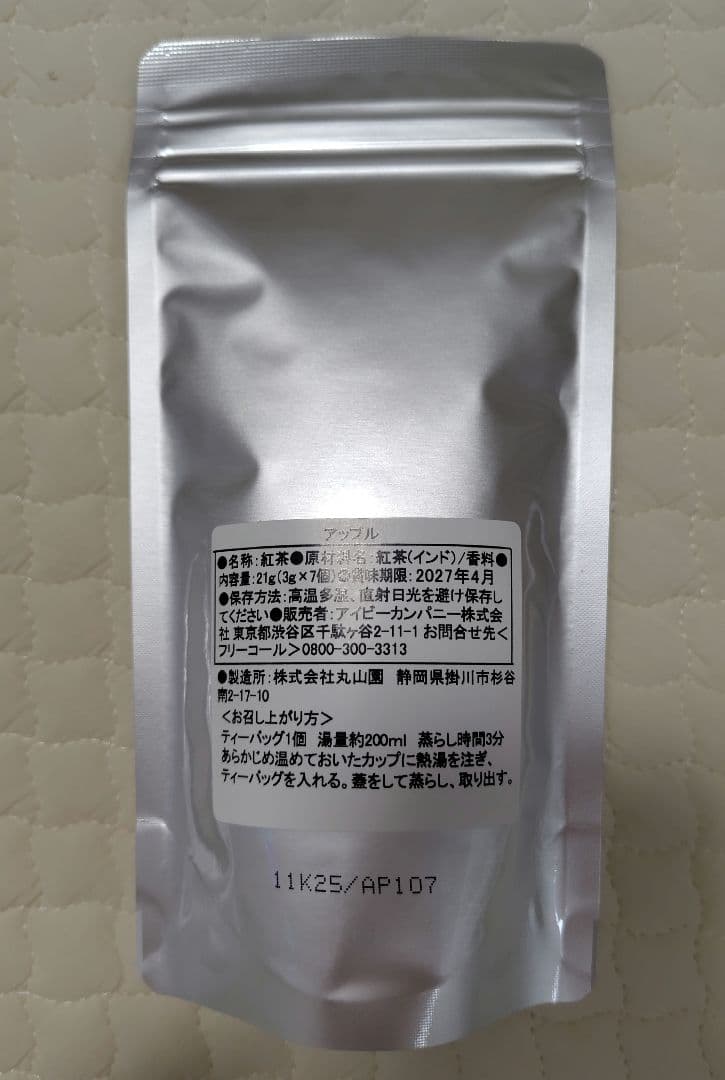 アップル
●名称:紅茶●原材料名:紅茶(インド)/香料●
内容量:21g(3g×7個)●賞味期限:2027年4月
●保存方法:高温多湿、直射日光を避け保存し
てください●販売者:アイビーカンパニー株式会
社 東京都渋谷区千駄ヶ谷2-11-1 お問合せ先<
フリーコール>0800-300-3313
●製造所:株式会社丸山園 静岡県掛川市杉谷
南2-17-10
<お召し上がり方>
ティーバッグ1個 湯量約200ml 蒸らし時間3分
あらかじめ温めておいたカップに熱湯を注ぎ、
ティーバッグを入れる。蓋をして蒸らし、取り出す。
11K25/AP107